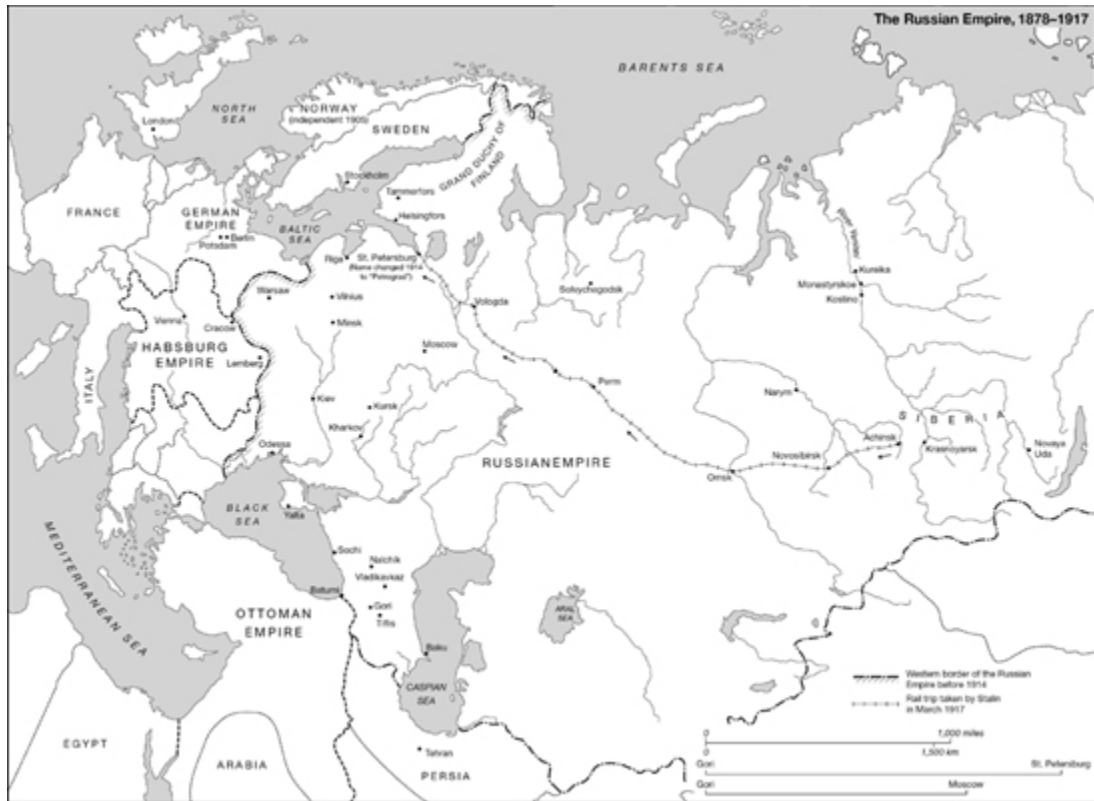 The Russian Empire, 1878–1917
BARENTS SEA
NORTH
SEA
London
NORWAY
(independent 1905)
SWEDEN
GRAND DUCHY OF
FINLAND
Stockholm
Tammerfors
Helsingfors
FRANCE
GERMAN
EMPIRE
Berlin
Potsdam
BALTIC
SEA
Riga
St. Petersburg
(Name changed 1914
to "Petrograd")
Vologda
Solvychegodsk
River Yenisei
Kureika
Monastyrskoe
Kostino
Warsaw
Vilnius
Minsk
Moscow
Vienna
Cracow
HABSBURG
EMPIRE
Lemberg
ITALY
Kiev
Kursk
Kharkov
Perm
Narym
SIBERIA
Achinsk
Krasnoyarsk
Novaya
Uda
Novosibirsk
Omsk
Odessa
RUSSIAN EMPIRE
BLACK
SEA
Yalta
MEDITERRANEAN SEA
Sochi
Nalchik
Vladikavkaz
Batumi
Gori
Tiflis
OTTOMAN
EMPIRE
ARAL
SEA
Baku
CASPIAN
SEA
Western border of the Russian
Empire before 1914
Rail trip taken by Stalin
in March 1917
EGYPT
ARABIA
Tehran
PERSIA
0 1,000 miles
0 1,500 km
Gori St. Petersburg
Gori Moscow